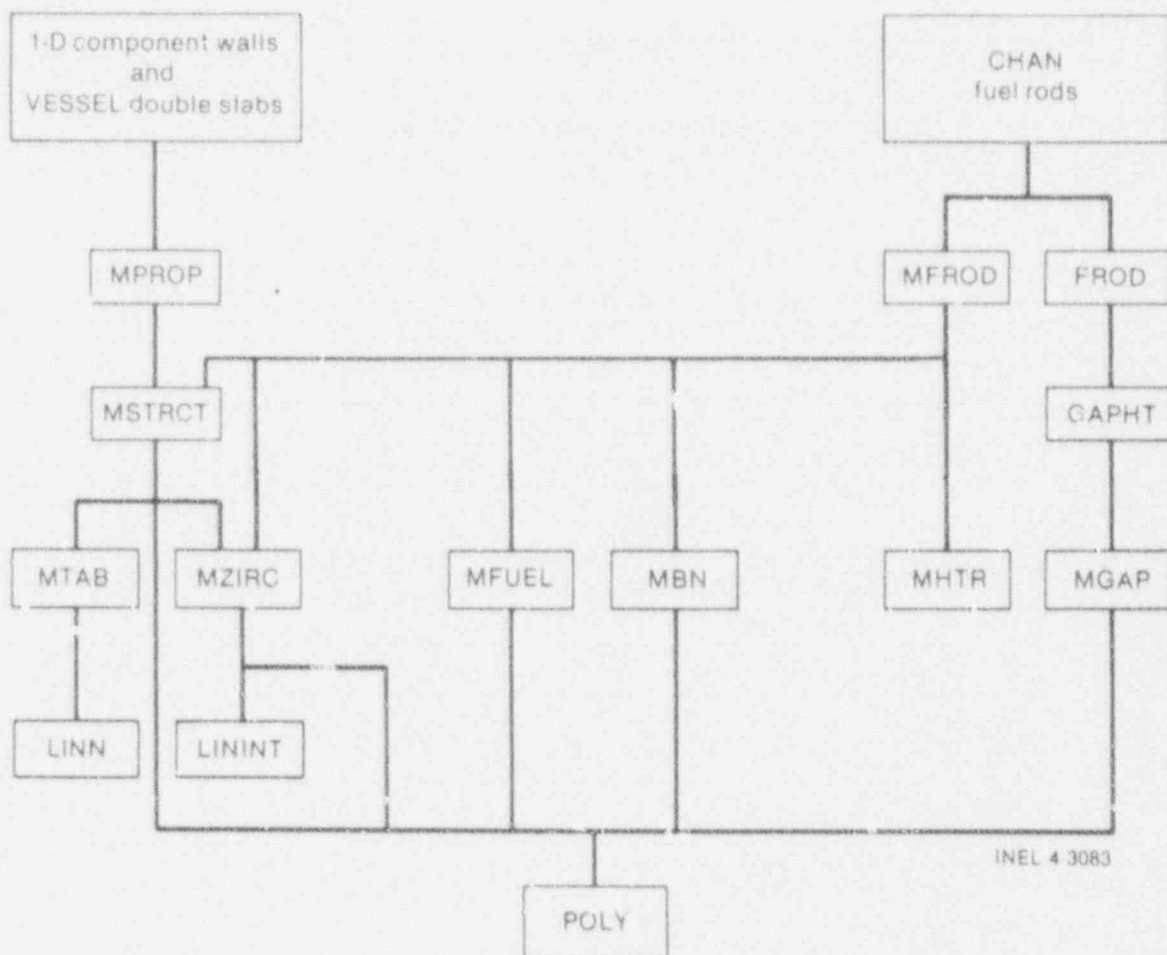 1-D component walls
and
VESSEL double slabs
CHAN
fuel rods
MPROP
MFROD
FROD
MSTRCT
GAPHT
MTAB
MZIRC
MFUEL
MBN
MHTR
MGAP
LINN
LININT
INEL 4 3083
POLY